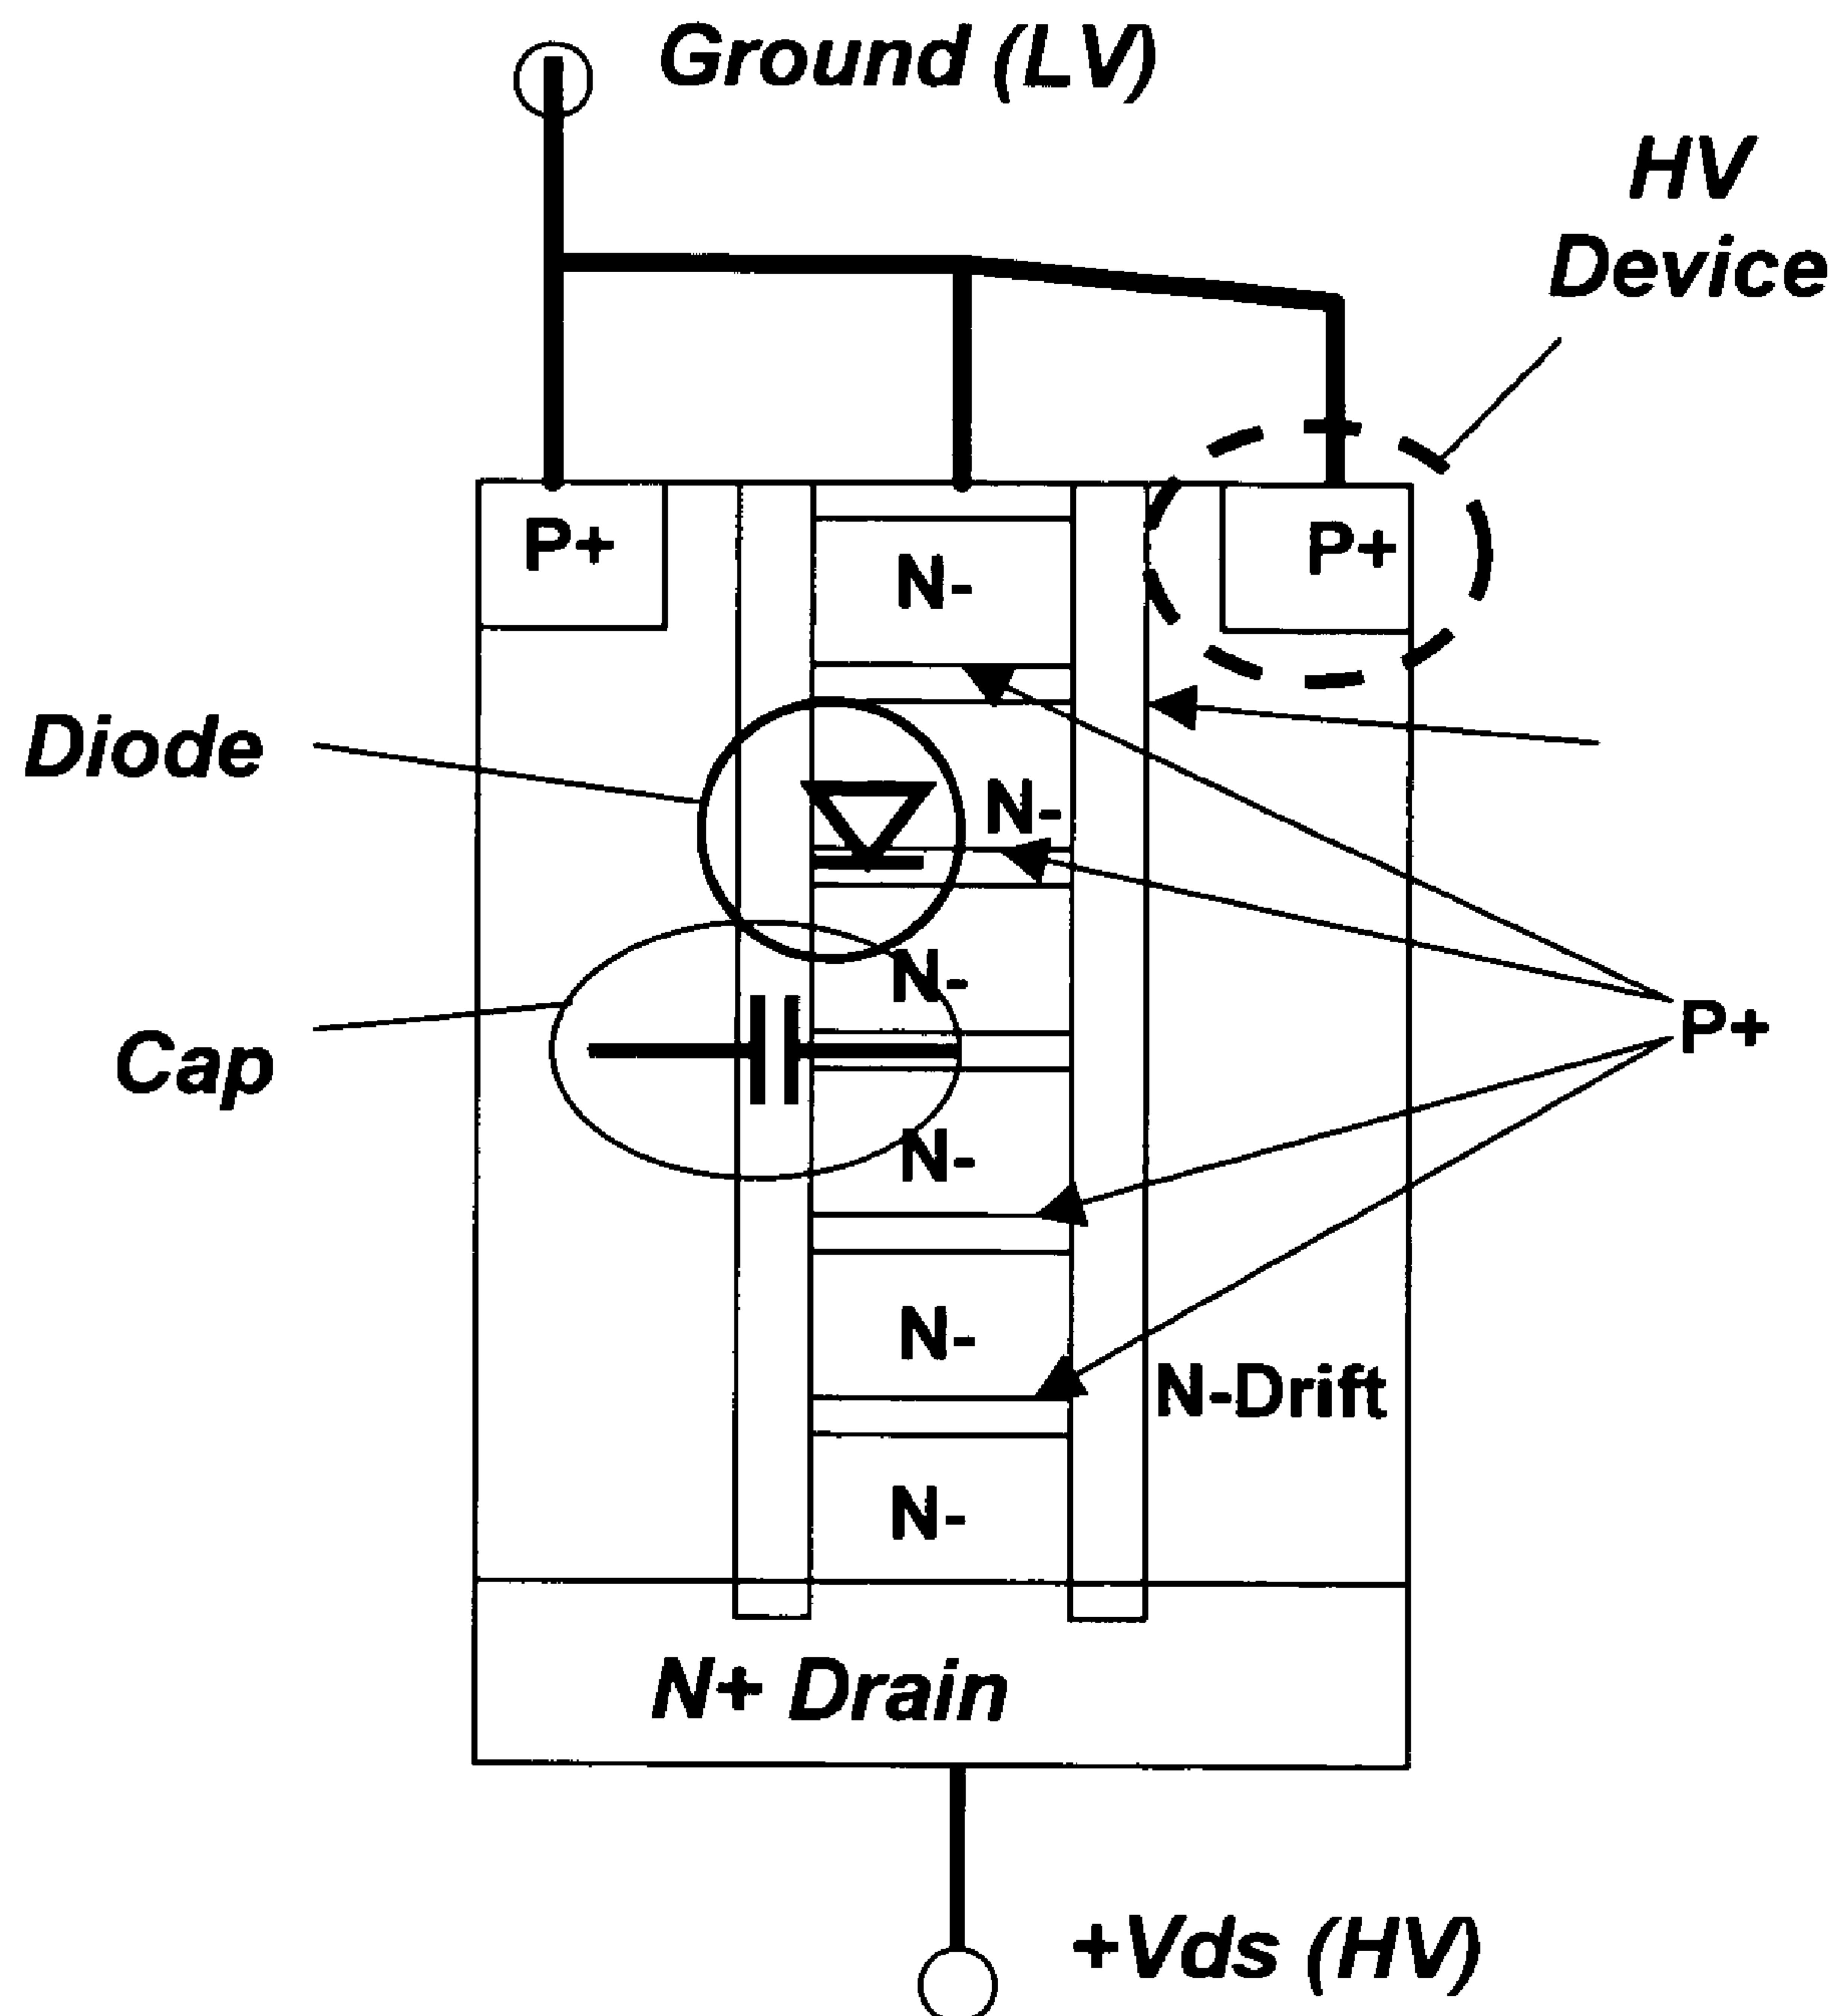 Ground (LV)
HV
Device
P+
P+
N-
Diode
N-
N-
Cap
P+
N-
N-
N-Drift
N-
N+ Drain
+Vds (HV)